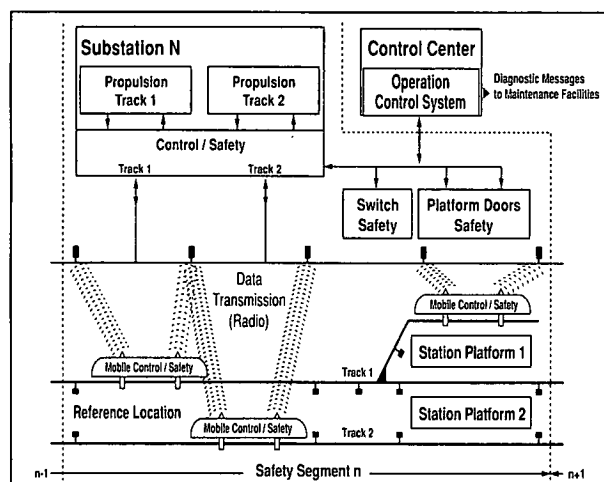 Substation N
Propulsion
Track 1
Propulsion
Track 2
Control / Safety
Track 1
Track 2
Control Center
Operation
Control System
Diagnostic Messages
to Maintenance Facilities
Switch
Safety
Platform Doors
Safety
Data
Transmission
(Radio)
Mobile Control / Safety
Station Platform 1
Mobile Control / Safety
Track 1
Reference Location
Mobile Control / Safety
Station Platform 2
Track 2
n-1
Safety Segment n
n+1